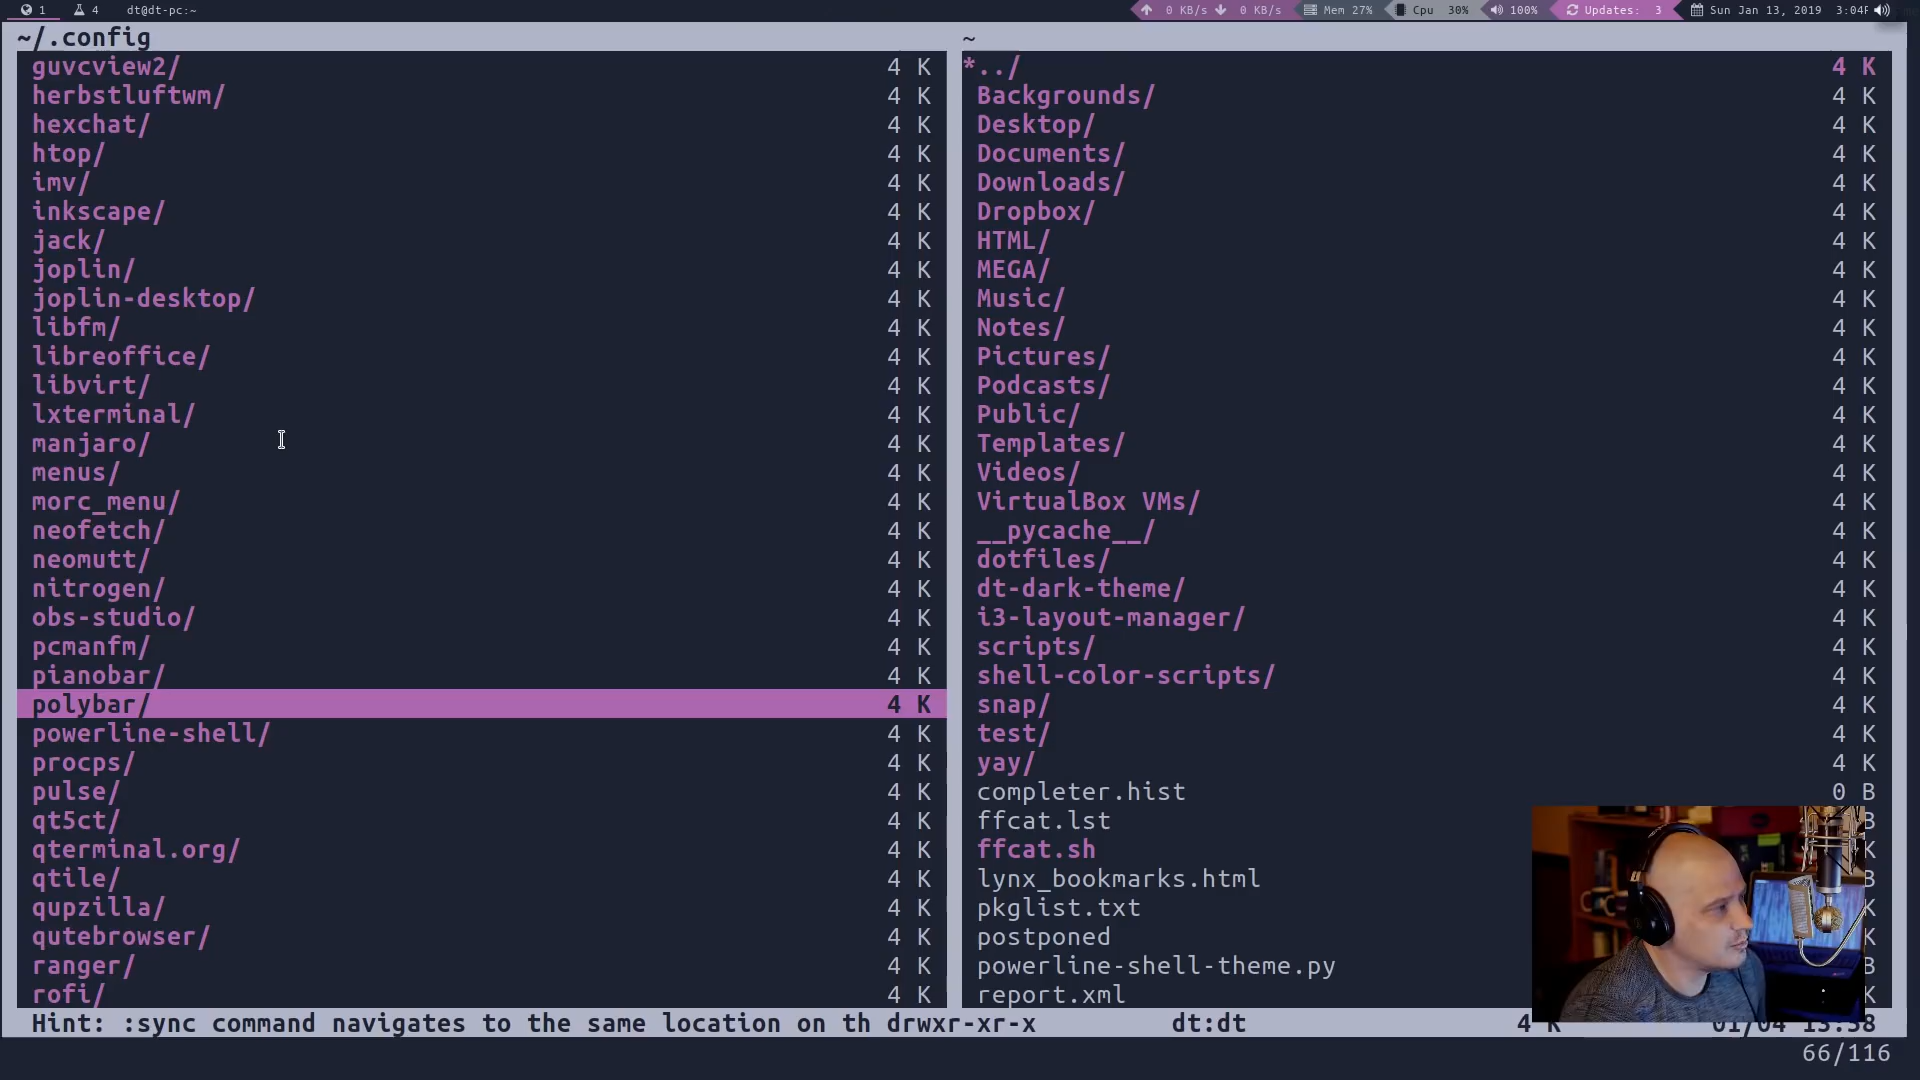 1 4 dt@dt-pc:~ 0 KB/s 0 KB/s Mem 27% Cpu 30% 100% Updates: 3 Sun Jan 13, 2019 3:04
~/.config
guvcview2/ 4 K
herbstluftwm/ 4 K
hexchat/ 4 K
htop/ 4 K
imv/ 4 K
inkscape/ 4 K
jack/ 4 K
joplin/ 4 K
joplin-desktop/ 4 K
libfm/ 4 K
libreoffice/ 4 K
libvirt/ 4 K
lxterminal/ 4 K
manjaro/ 4 K
menus/ 4 K
morc_menu/ 4 K
neofetch/ 4 K
neomutt/ 4 K
nitrogen/ 4 K
obs-studio/ 4 K
pcmanfm/ 4 K
pianobar/ 4 K
polybar/ 4 K
powerline-shell/ 4 K
procps/ 4 K
pulse/ 4 K
qt5ct/ 4 K
qterminal.org/ 4 K
qtile/ 4 K
qupzilla/ 4 K
qutebrowser/ 4 K
ranger/ 4 K
rofi/ 4 K
~
*../ 4 K
Backgrounds/ 4 K
Desktop/ 4 K
Documents/ 4 K
Downloads/ 4 K
Dropbox/ 4 K
HTML/ 4 K
MEGA/ 4 K
Music/ 4 K
Notes/ 4 K
Pictures/ 4 K
Podcasts/ 4 K
Public/ 4 K
Templates/ 4 K
Videos/ 4 K
VirtualBox VMs/ 4 K
__pycache__/ 4 K
dotfiles/ 4 K
dt-dark-theme/ 4 K
i3-layout-manager/ 4 K
scripts/ 4 K
shell-color-scripts/ 4 K
snap/ 4 K
test/ 4 K
yay/ 4 K
completer.hist 0 B
ffcat.lst B
ffcat.sh K
lynx_bookmarks.html B
pkglist.txt K
postponed K
powerline-shell-theme.py B
report.xml K
Hint: :sync command navigates to the same location on th drwxr-xr-x dt:dt 4 K 01/04 13:38
66/116